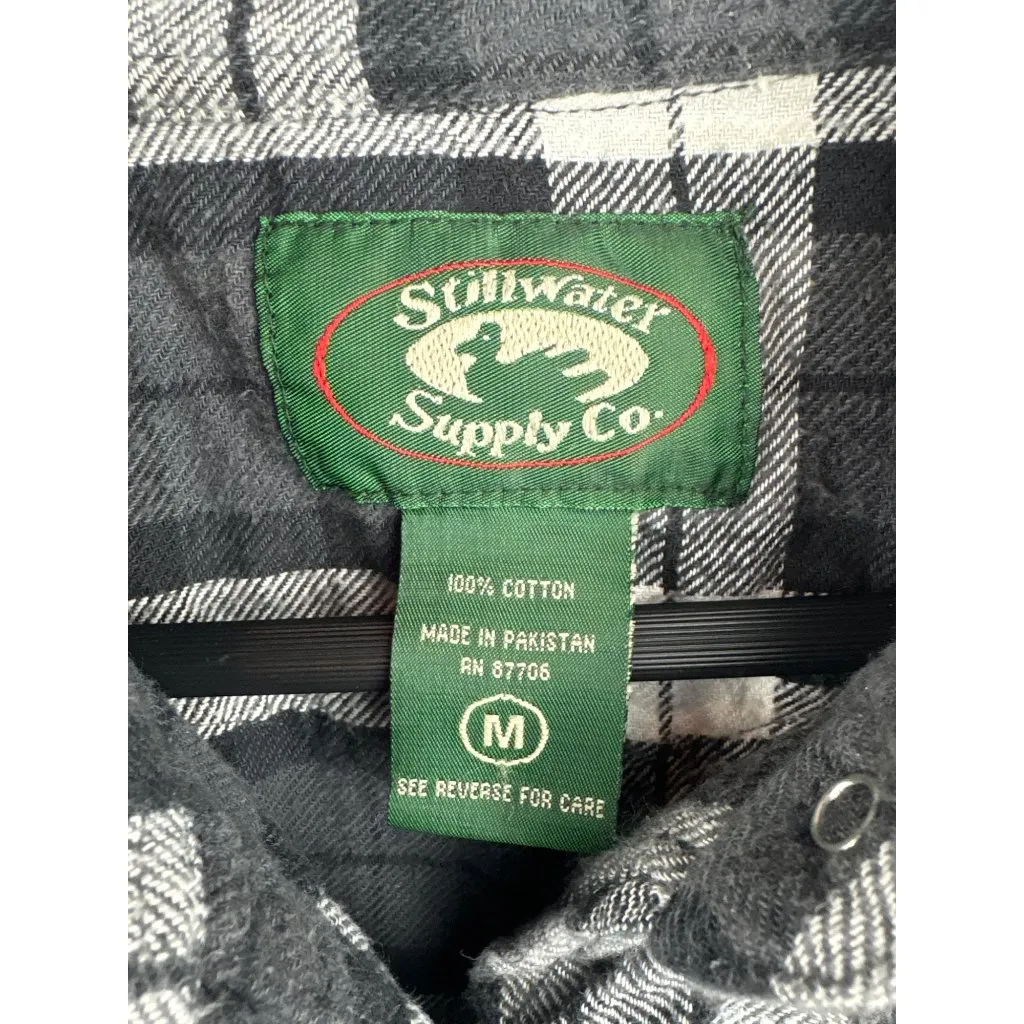 Stillwater
Supply Co.
100% COTTON
MADE IN PAKISTAN
RN 87706
M
SEE REVERSE FOR CARE